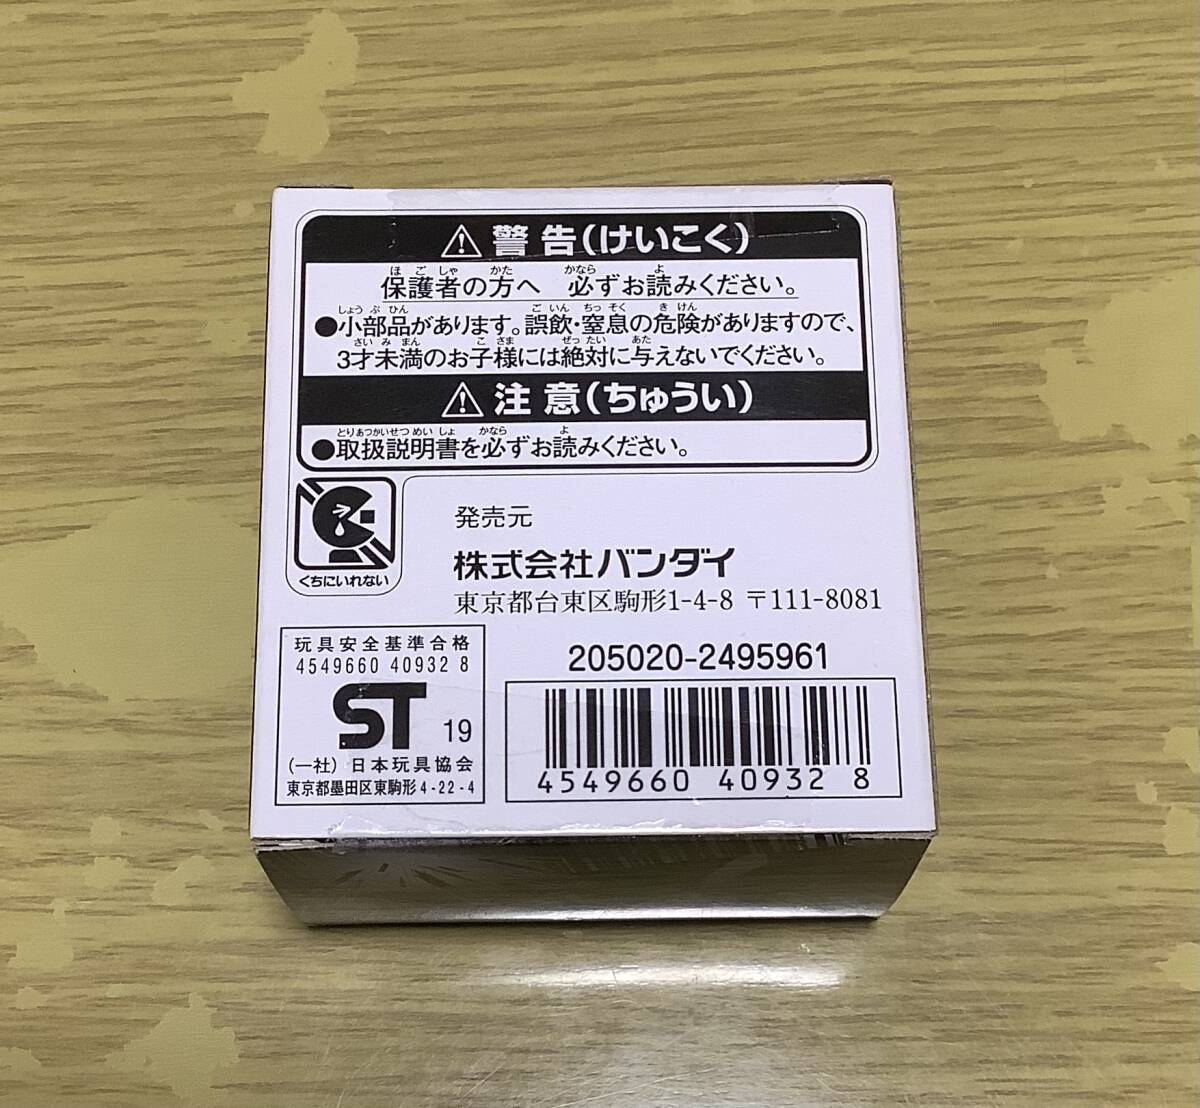 警告(けいこく)
ほごしゃ かた かなら よ
保護者の方へ 必ずお読みください。
しょうぶひん ごいん ちっそく きけん
●小部品があります。誤飲・窒息の危険がありますので、
さいみまん こさま ぜったい あた
3才未満のお子様には絶対に与えないでください。
注意(ちゅうい)
とりあつかいせつめいしょ かなら よ
●取扱説明書を必ずお読みください。
くちにいれない
発売元
株式会社バンダイ
東京都台東区駒形1-4-8 〒111-8081
玩具安全基準合格
4549660 40932 8
ST 19
(一社) 日本玩具協会
東京都墨田区東駒形4-22-4
205020-2495961
4549660 40932 8